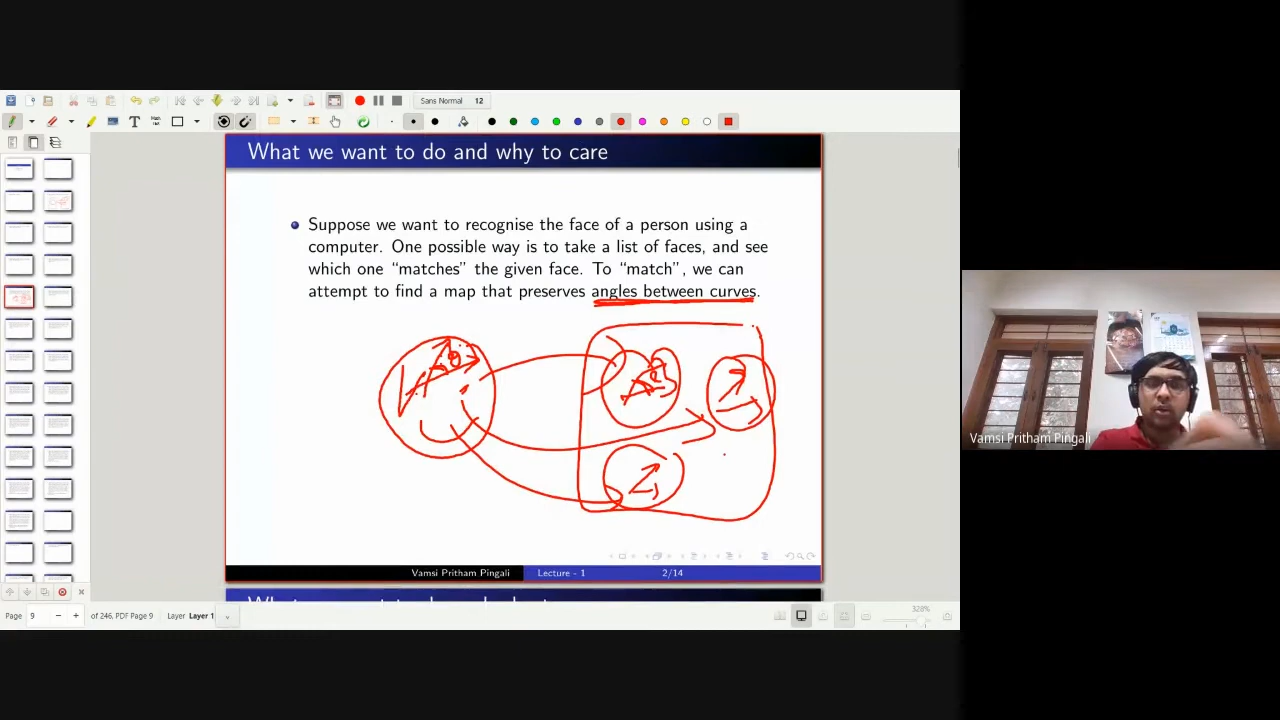 Sans Normal 12
What we want to do and why to care
Suppose we want to recognise the face of a person using a
computer. One possible way is to take a list of faces, and see
which one “matches” the given face. To “match”, we can
attempt to find a map that preserves angles between curves.
θ
Vamsi Pritham Pingali
Vamsi Pritham Pingali Lecture - 1 2/14
Page 9 of 246, PDF Page 9 Layer Layer 1 328%